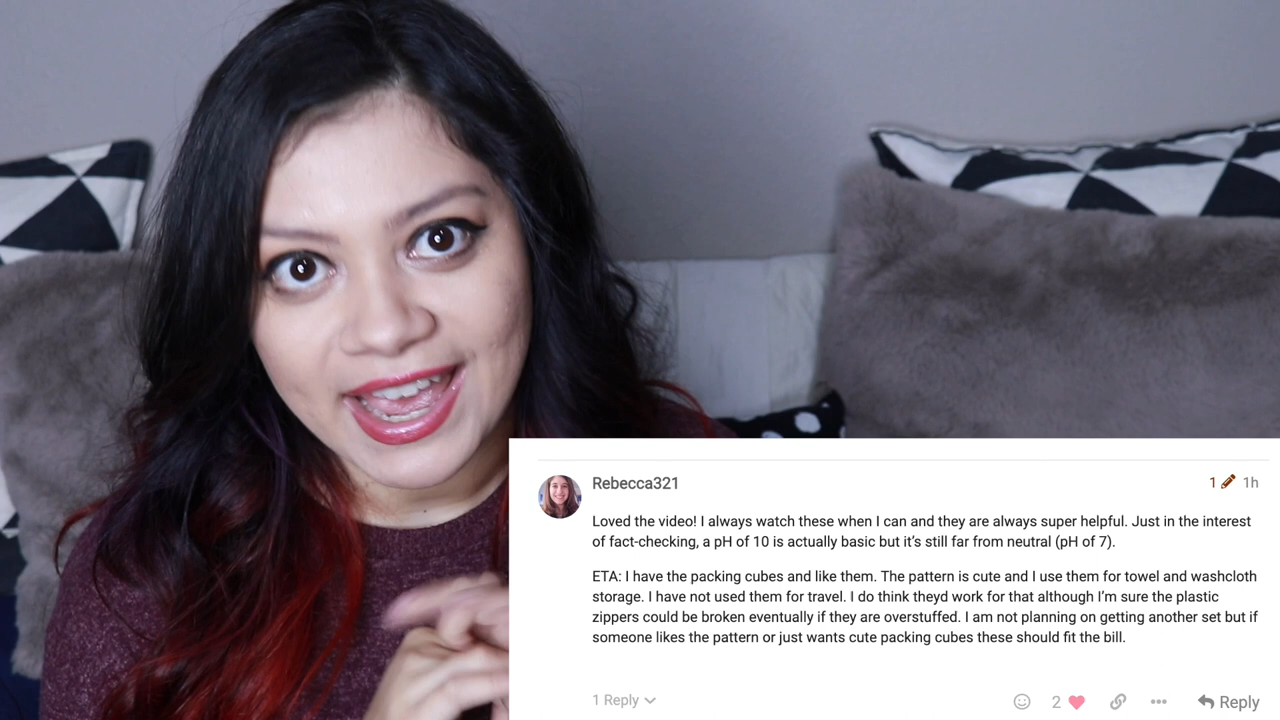 Rebecca321
1 1h
Loved the video! I always watch these when I can and they are always super helpful. Just in the interest
of fact-checking, a pH of 10 is actually basic but it's still far from neutral (pH of 7).
ETA: I have the packing cubes and like them. The pattern is cute and I use them for towel and washcloth
storage. I have not used them for travel. I do think theyd work for that although I'm sure the plastic
zippers could be broken eventually if they are overstuffed. I am not planning on getting another set but if
someone likes the pattern or just wants cute packing cubes these should fit the bill.
1 Reply 2 Reply